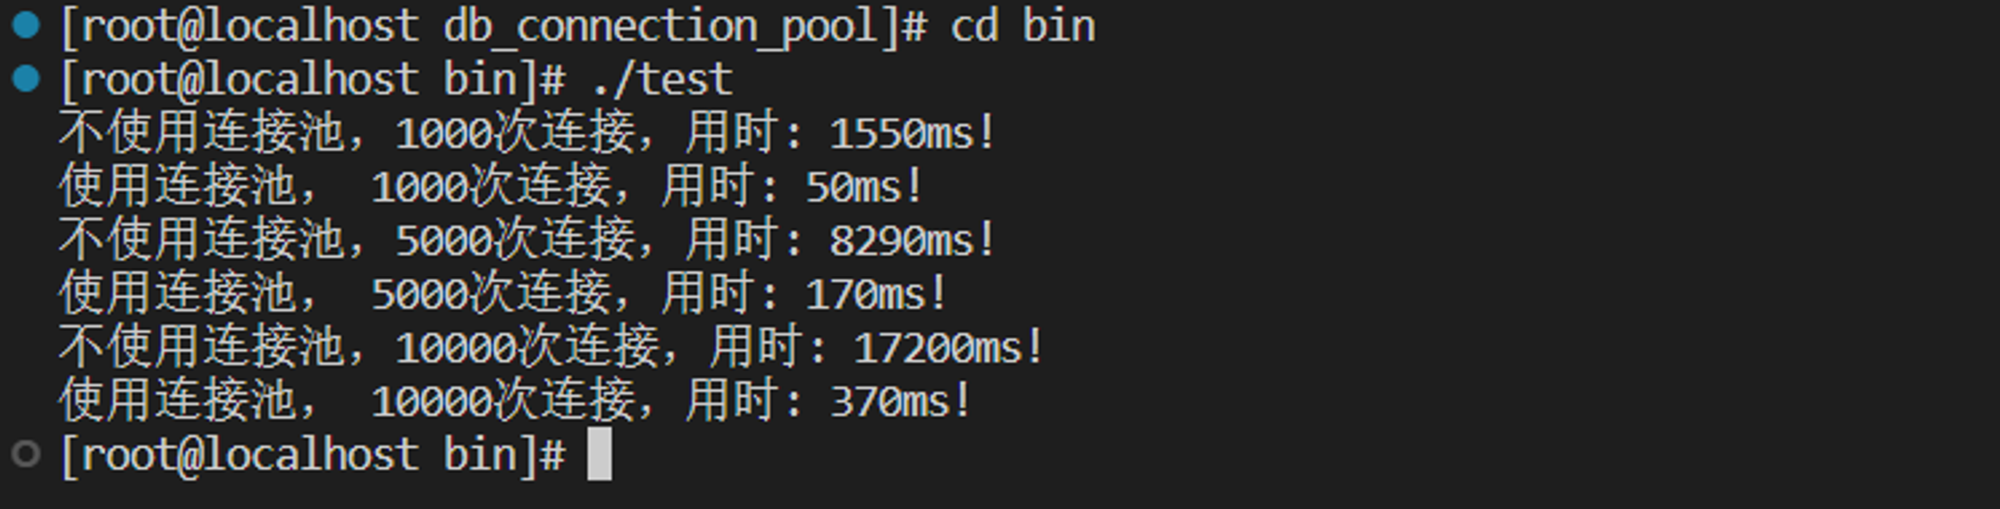 [root@localhost db_connection_pool]# cd bin
[root@localhost bin]# ./test
不使用连接池，1000次连接，用时：1550ms!
使用连接池， 1000次连接，用时：50ms!
不使用连接池，5000次连接，用时：8290ms!
使用连接池， 5000次连接，用时：170ms!
不使用连接池，10000次连接，用时：17200ms!
使用连接池， 10000次连接，用时：370ms!
[root@localhost bin]#